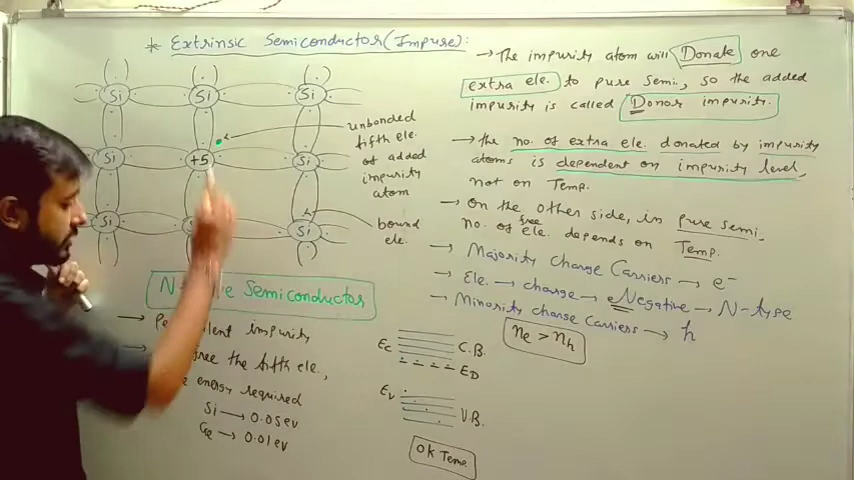 * Extrinsic Semiconductor (Impure):
Si Si Si
Si +5 Si
Si Si
unbonded
fifth ele.
of added
impurity
atom
bound
ele.
Semiconductor
impurity
free the fifth ele.,
energy required
Si → 0.05 eV
Ge → 0.01 eV
→ The impurity atom will Donate one
extra ele. to pure semi., so the added
impurity is called Donor impurity.
→ the no. of extra ele. donated by impurity
atoms is dependent on impurity level,
not on Temp.
→ On the other side, in pure semi.
no. of free ele. depends on Temp.
→ Majority Charge Carriers → e⁻
→ Ele. → charge → Negative → N-type
→ Minority charge Carriers → h
ne > nh
Ec C.B.
ED
Ev V.B.
OK Temp.